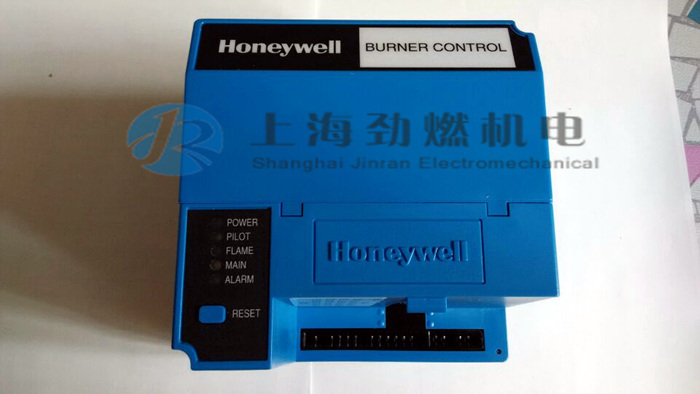 Honeywell BURNER CONTROL
JR 上海劲燃机电
Shanghai Jinran Electromechanical
POWER
PILOT
FLAME
MAIN
ALARM
Honeywell
RESET